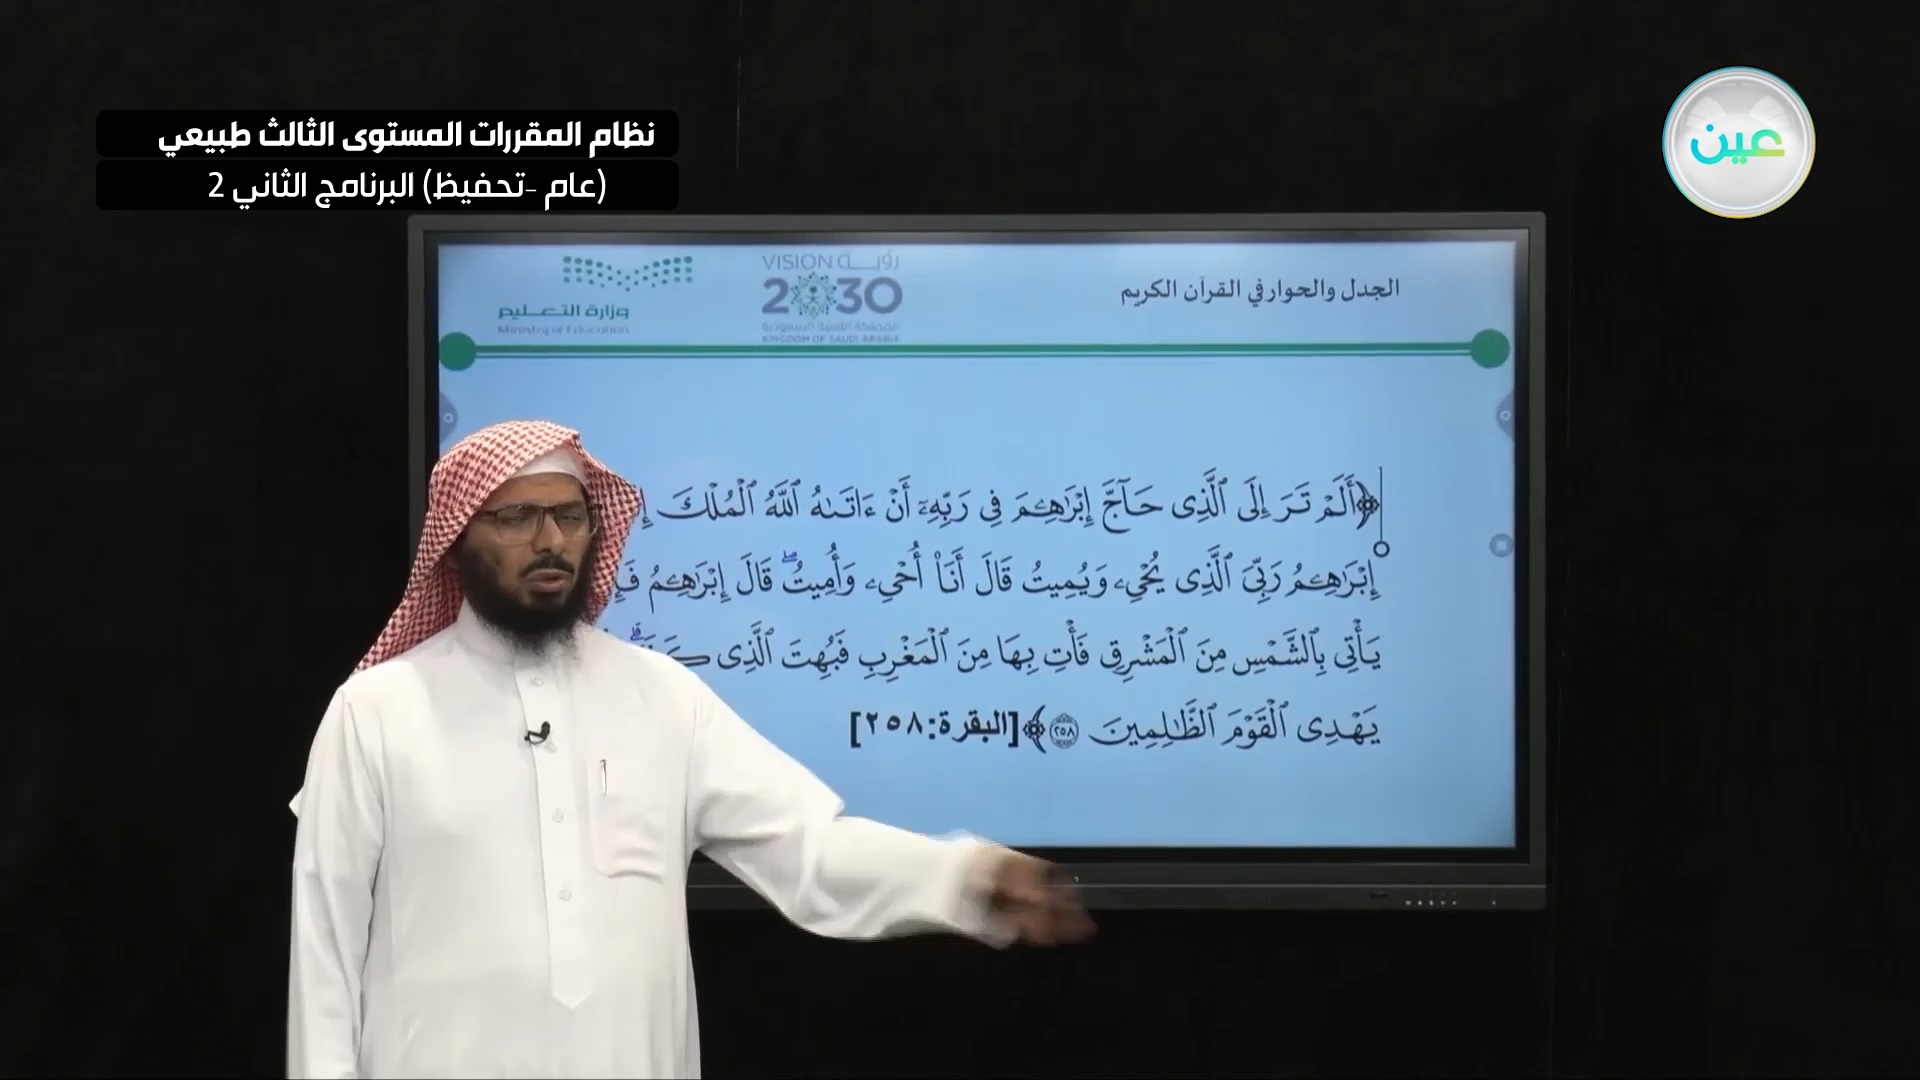 نظام المقررات المستوى الثالث طبيعي
(عام -تحفيظ) البرنامج الثاني 2
عين
الجدل والحوار في القرآن الكريم
VISION رؤيــة
2030
المملكة العربية السعودية
KINGDOM OF SAUDI ARABIA
وزارة التعليم
Ministry of Education
﴿أَلَمْ تَرَ إِلَى ٱلَّذِى حَآجَّ إِبْرَٰهِـۧمَ فِى رَبِّهِۦٓ أَنْ ءَاتَىٰهُ ٱللَّهُ ٱلْمُلْكَ
إِبْرَٰهِـۧمُ رَبِّىَ ٱلَّذِى يُحْىِۦ وَيُمِيتُ قَالَ أَنَا۠ أُحْىِۦ وَأُمِيتُ ۖ قَالَ إِبْرَٰهِـۧمُ
يَأْتِى بِٱلشَّمْسِ مِنَ ٱلْمَشْرِقِ فَأْتِ بِهَا مِنَ ٱلْمَغْرِبِ فَبُهِتَ ٱلَّذِى
يَهْدِى ٱلْقَوْمَ ٱلظَّـٰلِمِينَ ٢٥٨﴾[البقرة:٢٥٨]